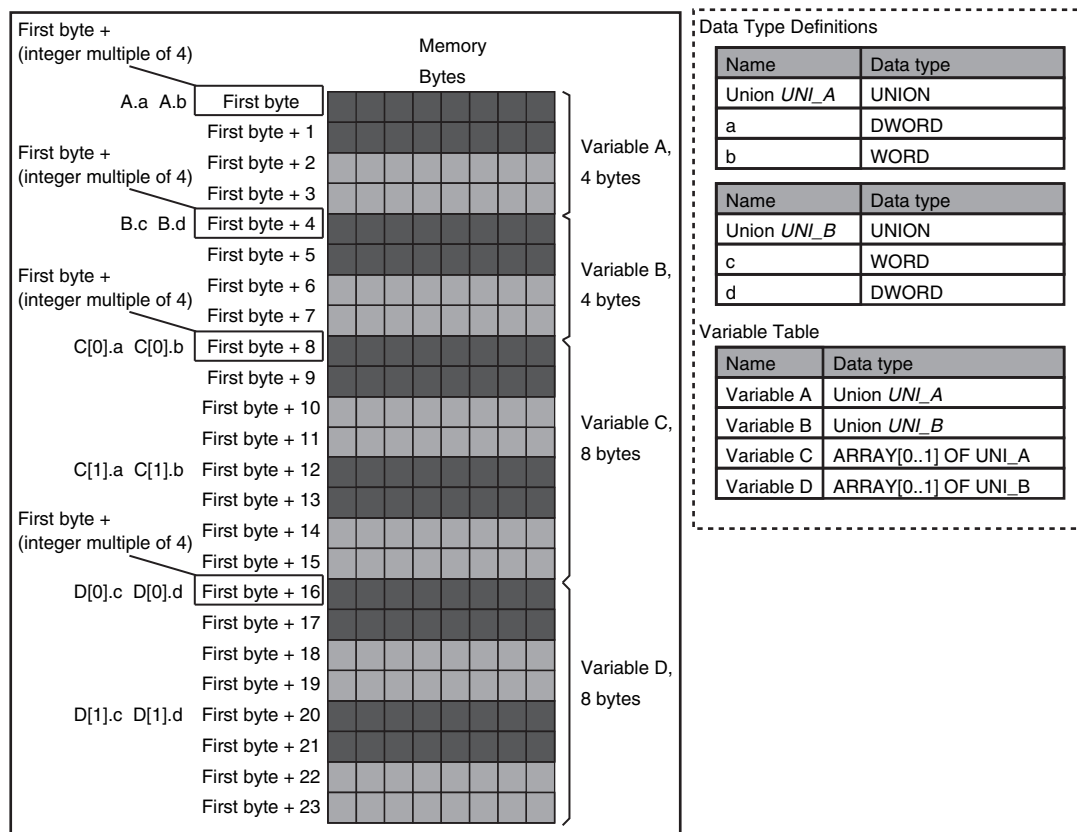 First byte +
(integer multiple of 4)
Memory
Bytes
A.a A.b First byte
First byte + 1
First byte +
(integer multiple of 4)
First byte + 2
First byte + 3
Variable A,
4 bytes
B.c B.d First byte + 4
First byte + 5
First byte +
(integer multiple of 4)
First byte + 6
First byte + 7
Variable B,
4 bytes
C[0].a C[0].b First byte + 8
First byte + 9
First byte + 10
First byte + 11
Variable C,
8 bytes
C[1].a C[1].b First byte + 12
First byte + 13
First byte +
(integer multiple of 4)
First byte + 14
First byte + 15
D[0].c D[0].d First byte + 16
First byte + 17
First byte + 18
First byte + 19
Variable D,
8 bytes
D[1].c D[1].d First byte + 20
First byte + 21
First byte + 22
First byte + 23
Data Type Definitions
Name Data type
Union UNI_A UNION
a DWORD
b WORD
Name Data type
Union UNI_B UNION
c WORD
d DWORD
Variable Table
Name Data type
Variable A Union UNI_A
Variable B Union UNI_B
Variable C ARRAY[0..1] OF UNI_A
Variable D ARRAY[0..1] OF UNI_B